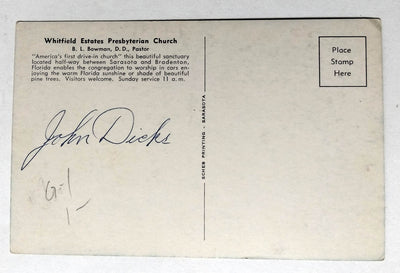 Whitfield Estates Presbyterian Church
B. L. Bowman, D. D., Pastor
"America's first drive-in church" this beautiful sanctuary
located half-way between Sarasota and Bradenton,
Florida enables the congregation to worship in cars en-
joying the warm Florida sunshine or shade of beautiful
pine trees. Visitors welcome. Sunday service 11 a.m.
Place
Stamp
Here
John Dicks
SCHER PRINTING - SARASOTA